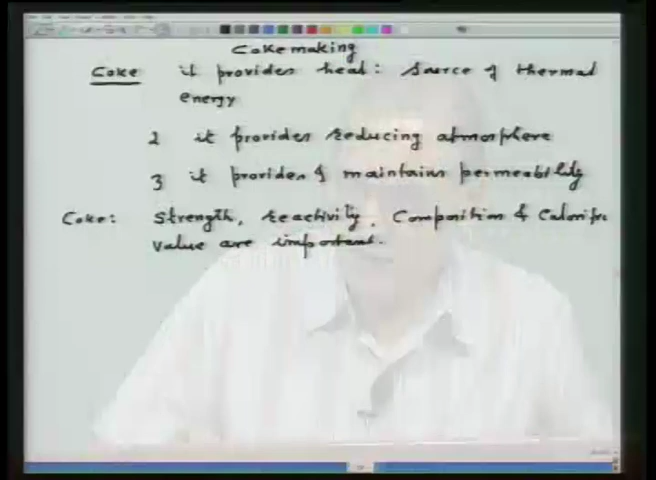 Cokemaking
Coke it provides heat: Source of thermal
energy
2 it provides reducing atmosphere
3 it provides & maintains permeability
Coke: Strength, reactivity, Composition & Calorific
value are important.